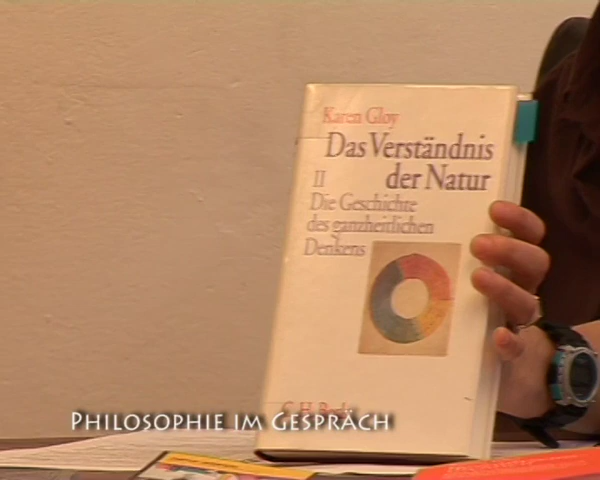 Karen Gloy
Das Verständnis
der Natur
II
Die Geschichte
des ganzheitlichen
Denkens
C.H.Beck
PHILOSOPHIE IM GESPRÄCH